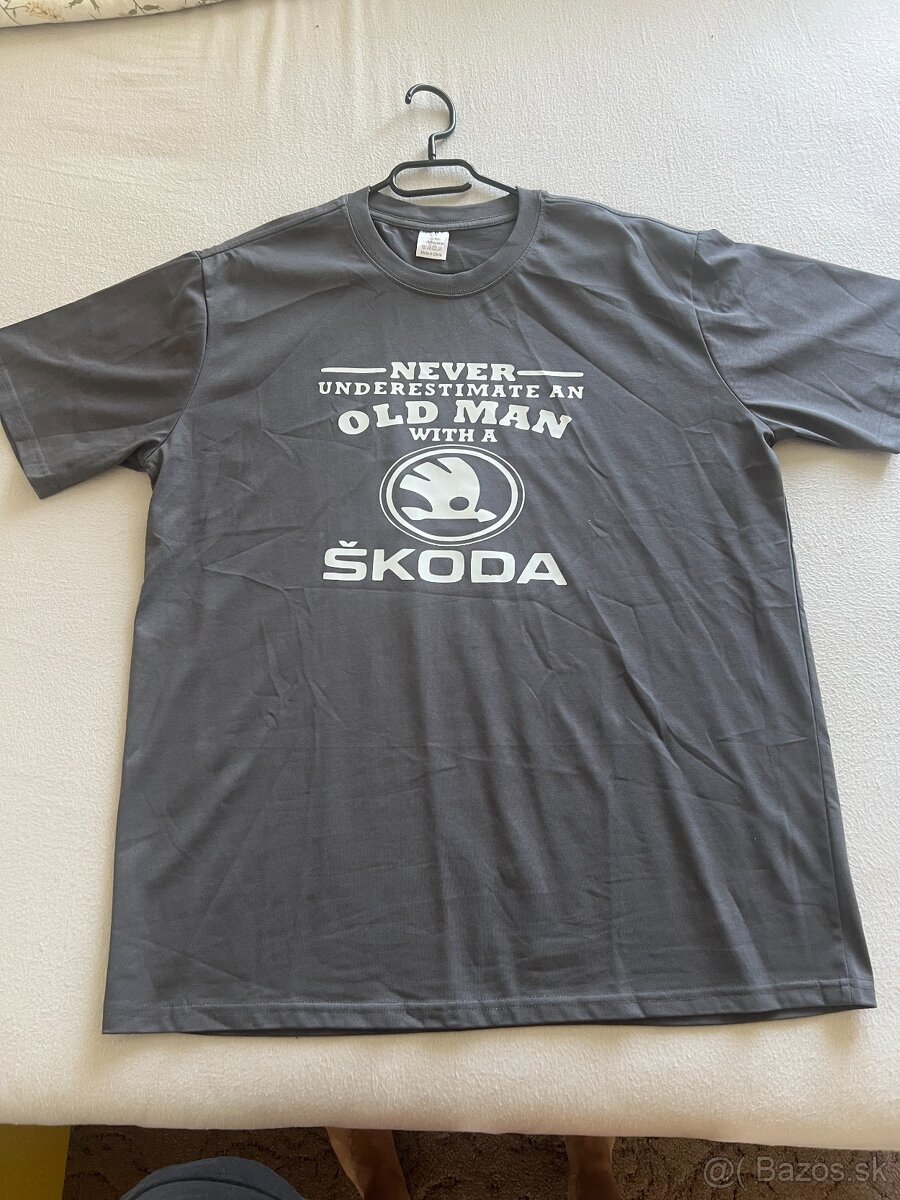 NEVER
UNDERESTIMATE AN
OLD MAN
WITH A
ŠKODA
@( Bazos.sk